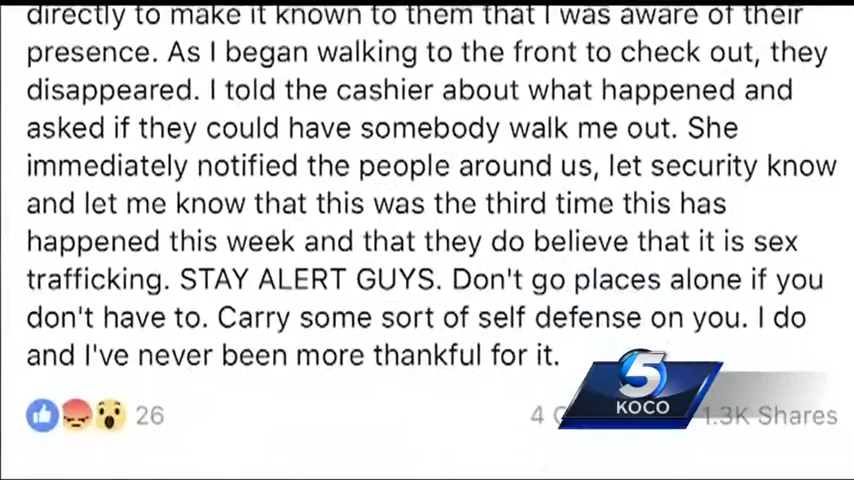 directly to make it known to them that I was aware of their
presence. As I began walking to the front to check out, they
disappeared. I told the cashier about what happened and
asked if they could have somebody walk me out. She
immediately notified the people around us, let security know
and let me know that this was the third time this has
happened this week and that they do believe that it is sex
trafficking. STAY ALERT GUYS. Don't go places alone if you
don't have to. Carry some sort of self defense on you. I do
and I've never been more thankful for it.
26 4 1.3K Shares
5
KOCO